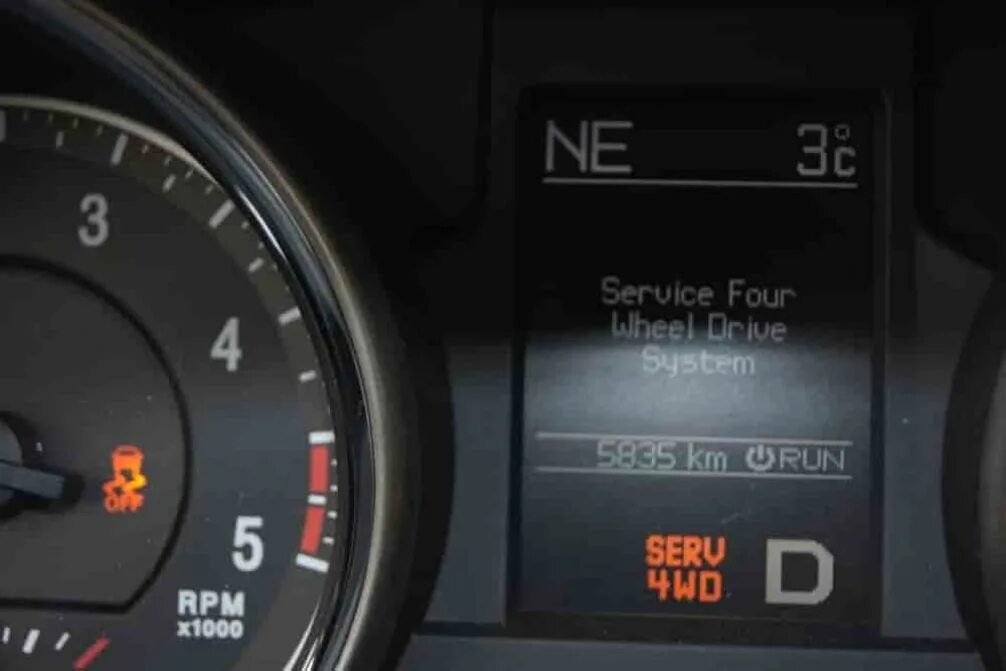 NE 3°C
3
Service Four
Wheel Drive
System
4
5835 km RUN
OFF
5
SERV
4WD
D
RPM
x1000